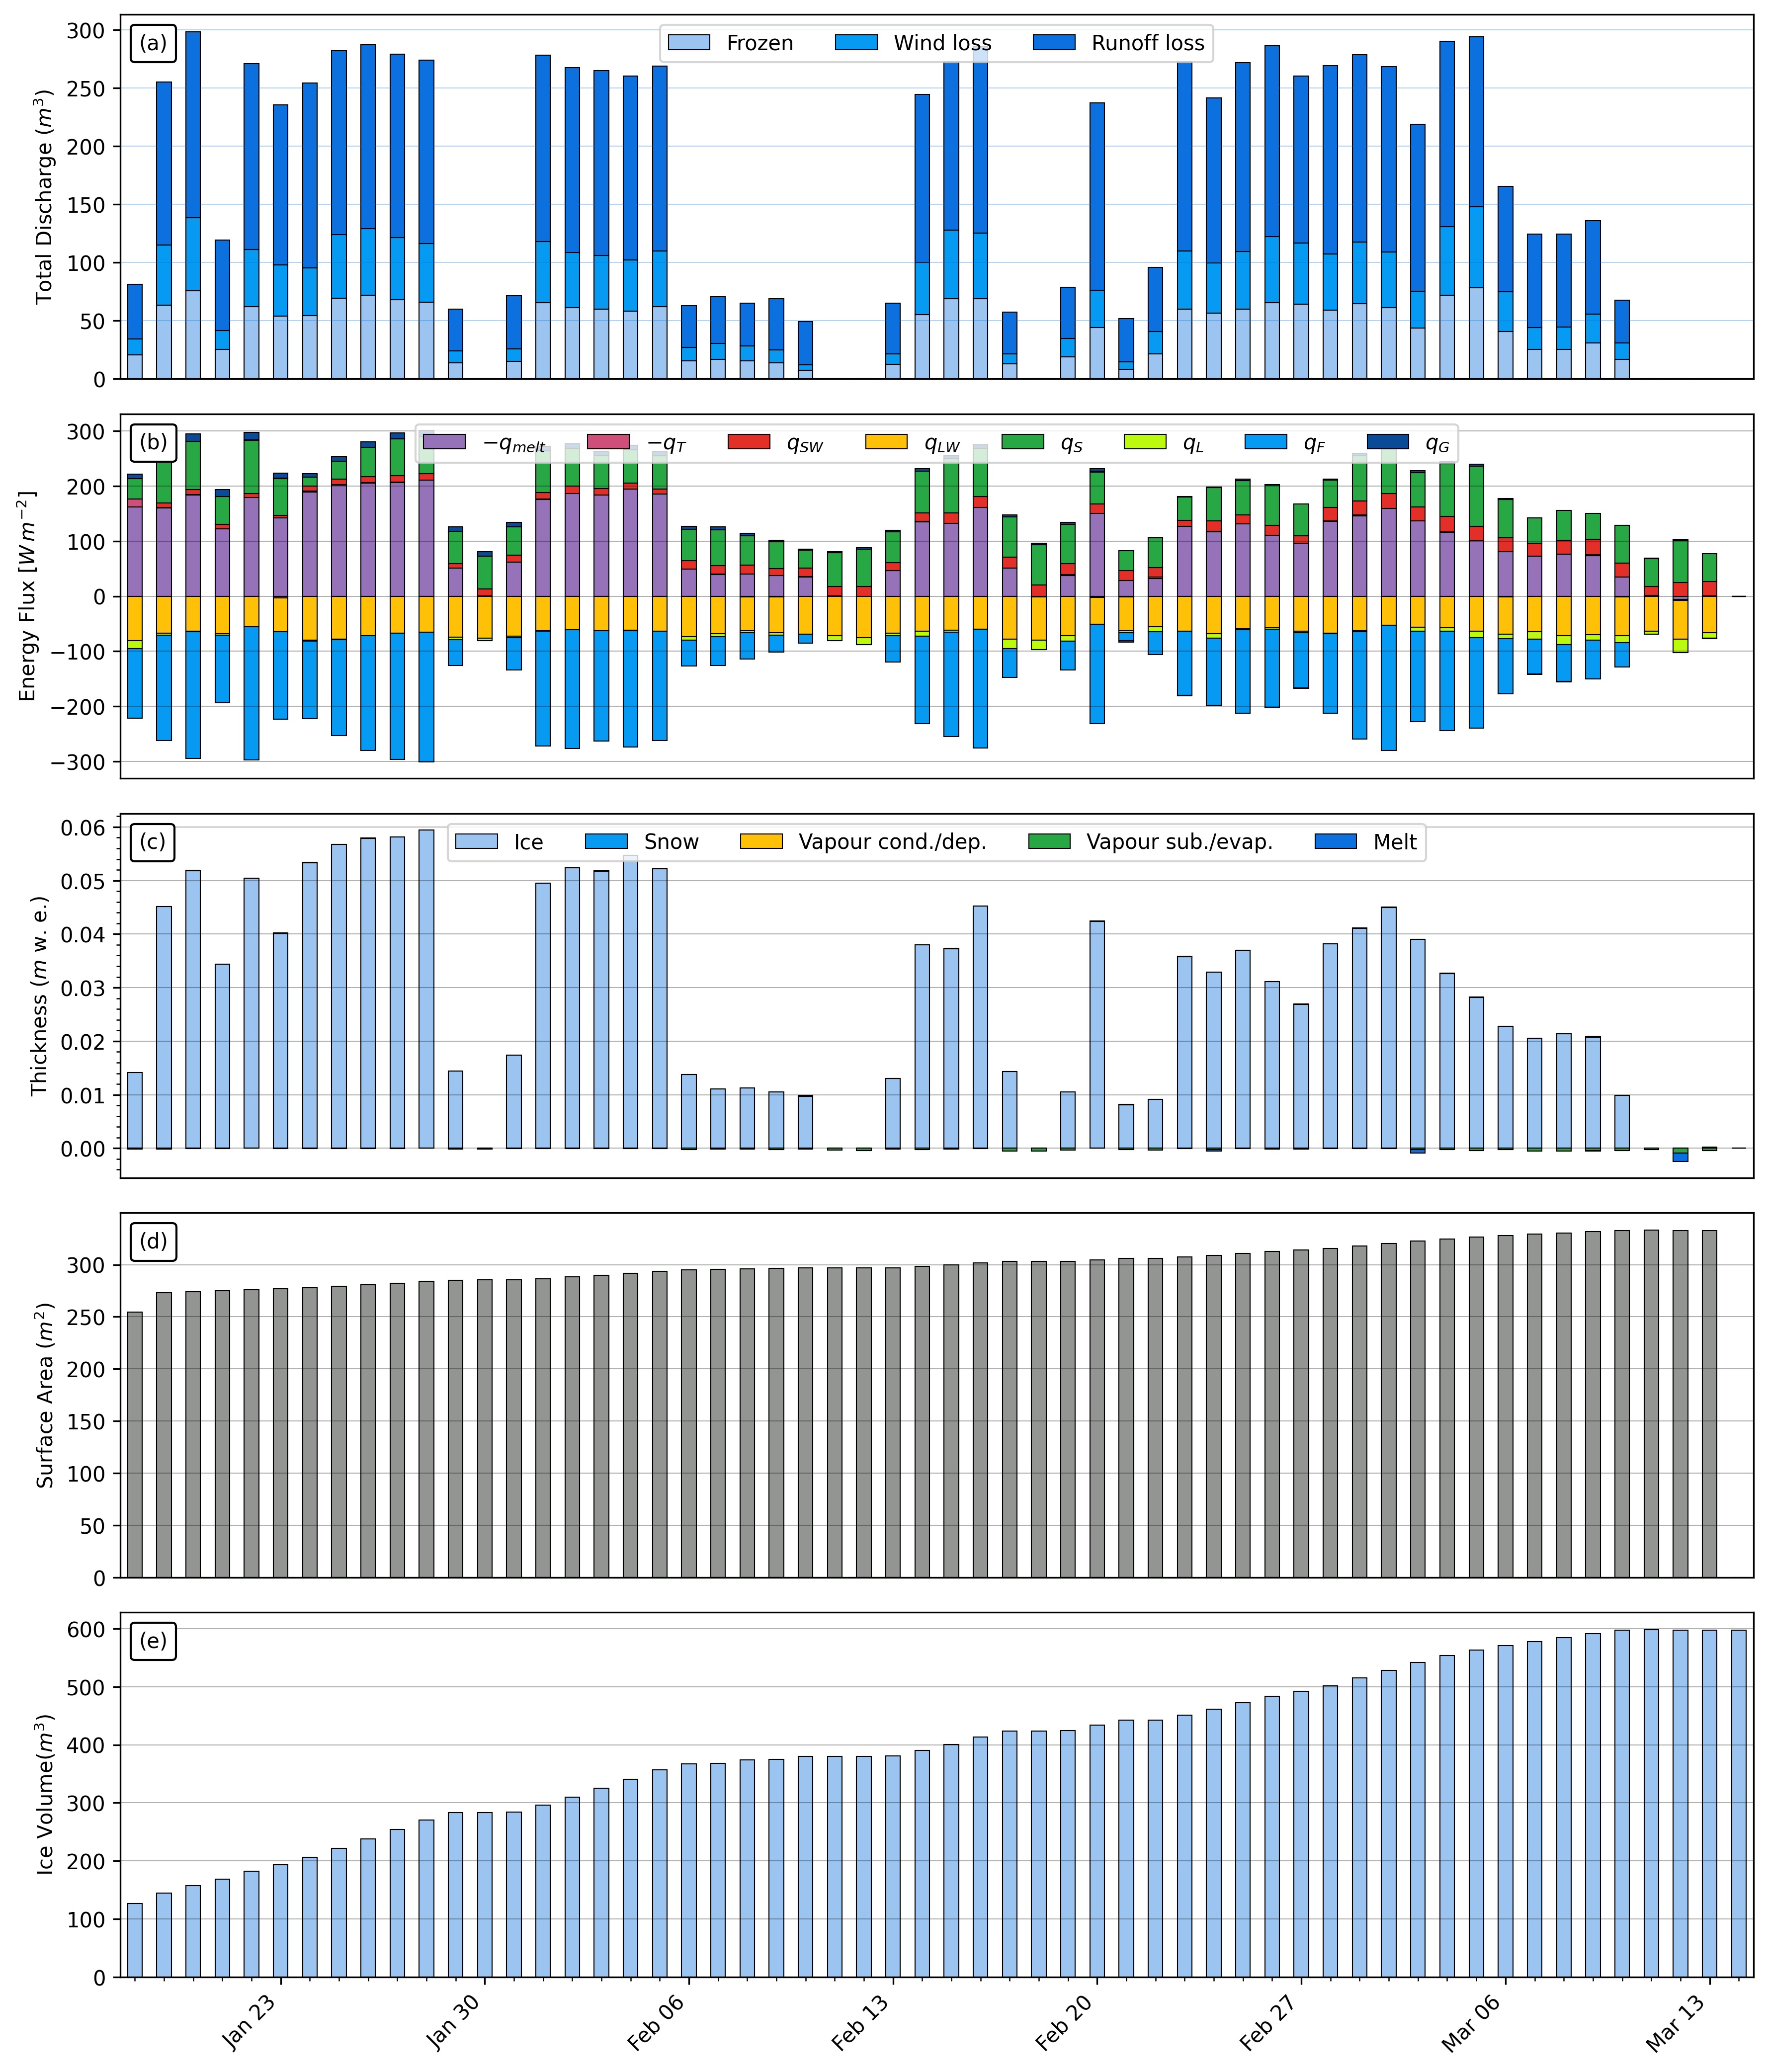 (a)
Frozen
Wind loss
Runoff loss
Total Discharge (m³)
300
250
200
150
100
50
0
(b)
−q_melt
−q_T
q_SW
q_LW
q_S
q_L
q_F
q_G
Energy Flux [W m⁻²]
300
200
100
0
−100
−200
−300
(c)
Ice
Snow
Vapour cond./dep.
Vapour sub./evap.
Melt
Thickness (m w. e.)
0.06
0.05
0.04
0.03
0.02
0.01
0.00
(d)
Surface Area (m²)
300
250
200
150
100
50
0
(e)
Ice Volume(m³)
600
500
400
300
200
100
0
Jan 23
Jan 30
Feb 06
Feb 13
Feb 20
Feb 27
Mar 06
Mar 13